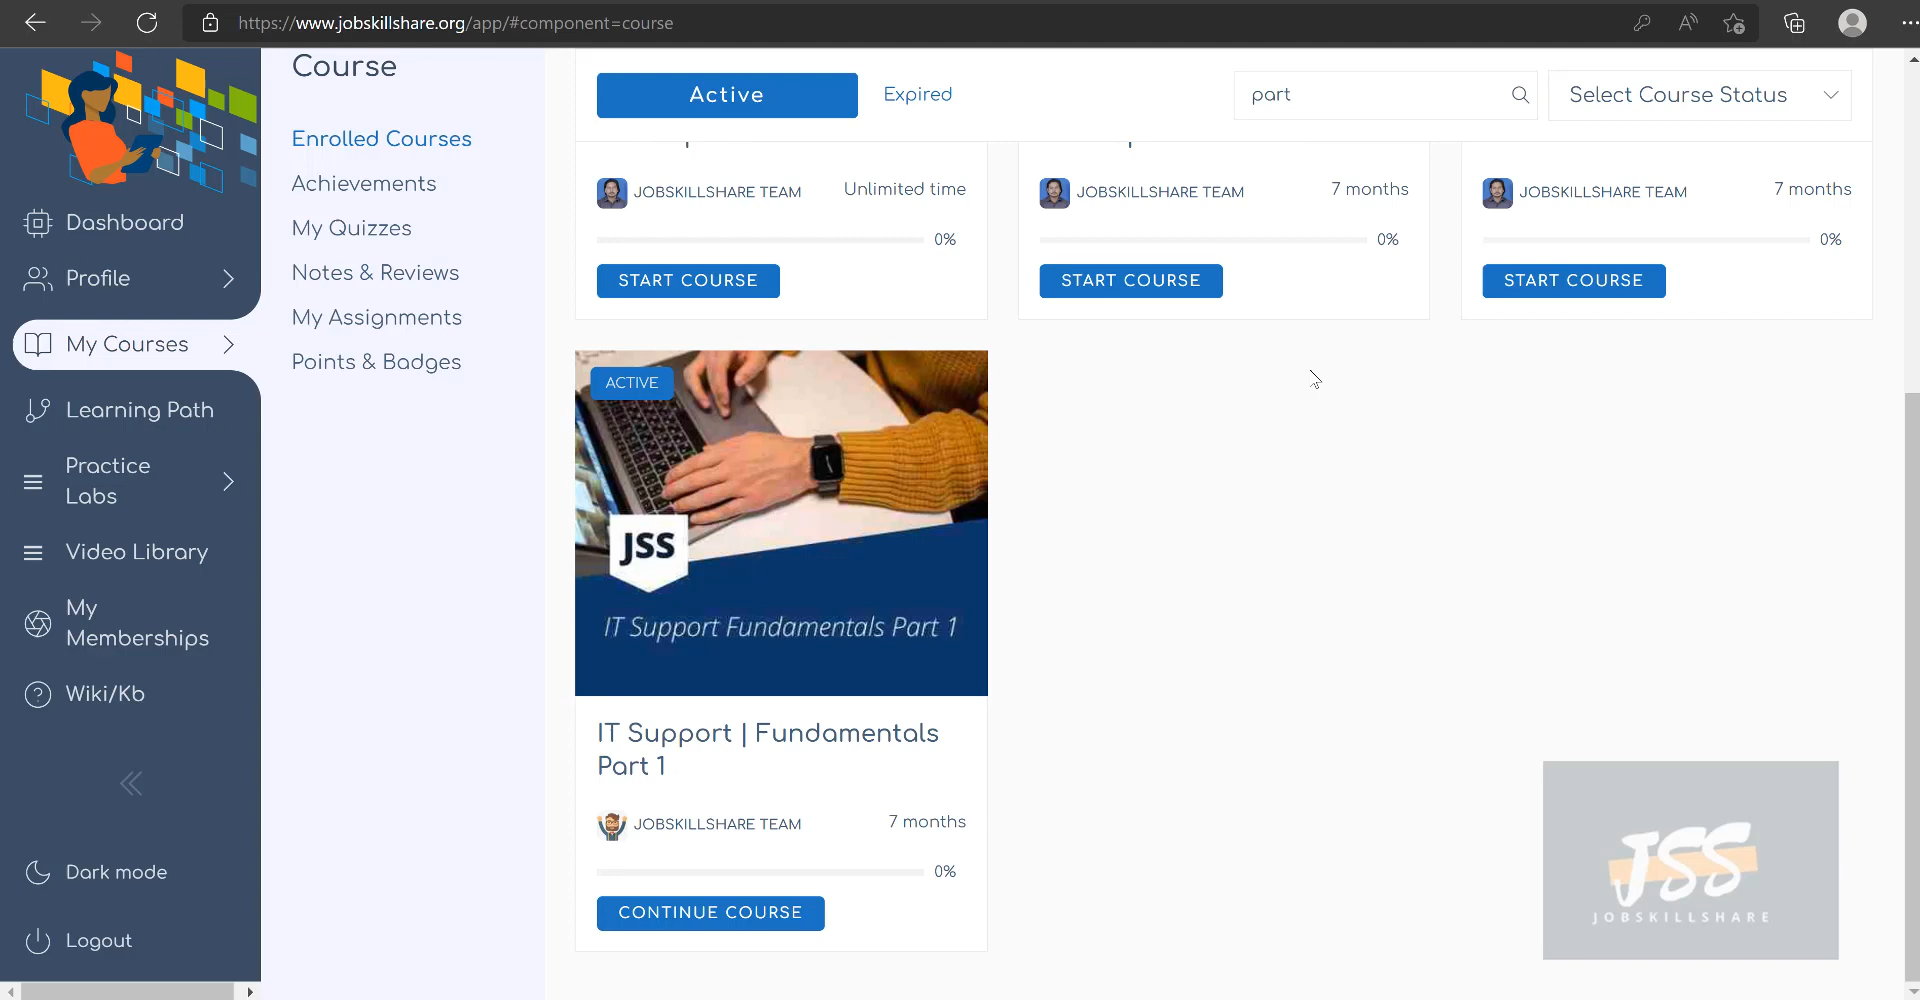 https://www.jobskillshare.org/app/#component=course
Dashboard
Profile
My Courses
Learning Path
Practice
Labs
Video Library
My
Memberships
Wiki/Kb
Dark mode
Logout
Course
Enrolled Courses
Achievements
My Quizzes
Notes & Reviews
My Assignments
Points & Badges
Active Expired part Select Course Status
JOBSKILLSHARE TEAM Unlimited time
0%
START COURSE
JOBSKILLSHARE TEAM 7 months
0%
START COURSE
JOBSKILLSHARE TEAM 7 months
0%
START COURSE
ACTIVE
JSS
IT Support Fundamentals Part 1
IT Support | Fundamentals
Part 1
JOBSKILLSHARE TEAM 7 months
0%
CONTINUE COURSE
JSS
JOBSKILLSHARE